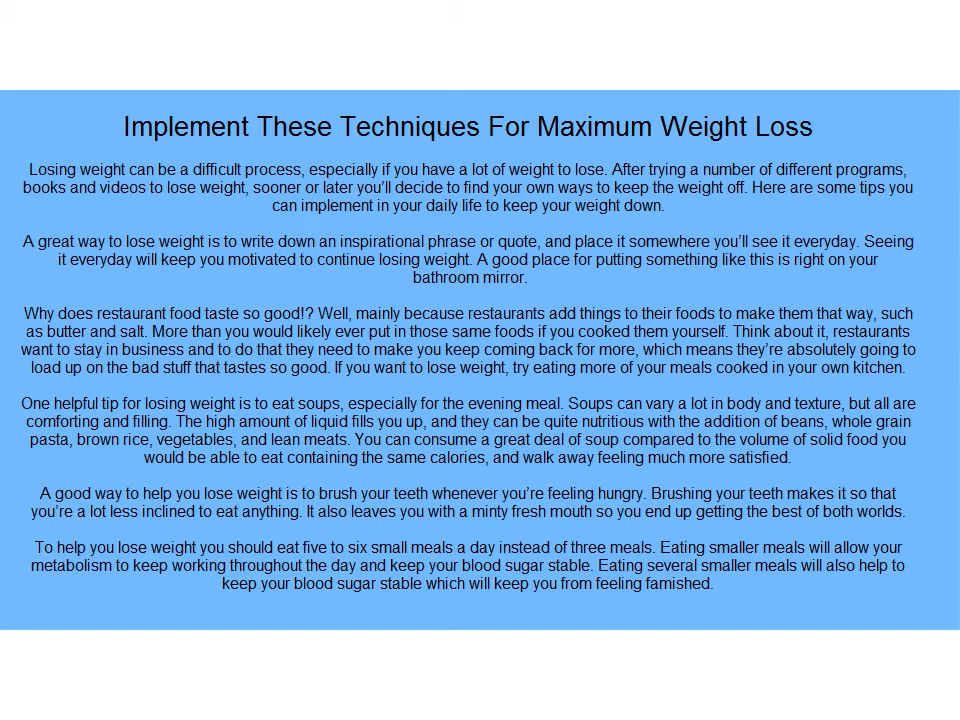 Implement These Techniques For Maximum Weight Loss
Losing weight can be a difficult process, especially if you have a lot of weight to lose. After trying a number of different programs,
books and videos to lose weight, sooner or later you’ll decide to find your own ways to keep the weight off. Here are some tips you
can implement in your daily life to keep your weight down.
A great way to lose weight is to write down an inspirational phrase or quote, and place it somewhere you’ll see it everyday. Seeing
it everyday will keep you motivated to continue losing weight. A good place for putting something like this is right on your
bathroom mirror.
Why does restaurant food taste so good!? Well, mainly because restaurants add things to their foods to make them that way, such
as butter and salt. More than you would likely ever put in those same foods if you cooked them yourself. Think about it, restaurants
want to stay in business and to do that they need to make you keep coming back for more, which means they’re absolutely going to
load up on the bad stuff that tastes so good. If you want to lose weight, try eating more of your meals cooked in your own kitchen.
One helpful tip for losing weight is to eat soups, especially for the evening meal. Soups can vary a lot in body and texture, but all are
comforting and filling. The high amount of liquid fills you up, and they can be quite nutritious with the addition of beans, whole grain
pasta, brown rice, vegetables, and lean meats. You can consume a great deal of soup compared to the volume of solid food you
would be able to eat containing the same calories, and walk away feeling much more satisfied.
A good way to help you lose weight is to brush your teeth whenever you’re feeling hungry. Brushing your teeth makes it so that
you’re a lot less inclined to eat anything. It also leaves you with a minty fresh mouth so you end up getting the best of both worlds.
To help you lose weight you should eat five to six small meals a day instead of three meals. Eating smaller meals will allow your
metabolism to keep working throughout the day and keep your blood sugar stable. Eating several smaller meals will also help to
keep your blood sugar stable which will keep you from feeling famished.